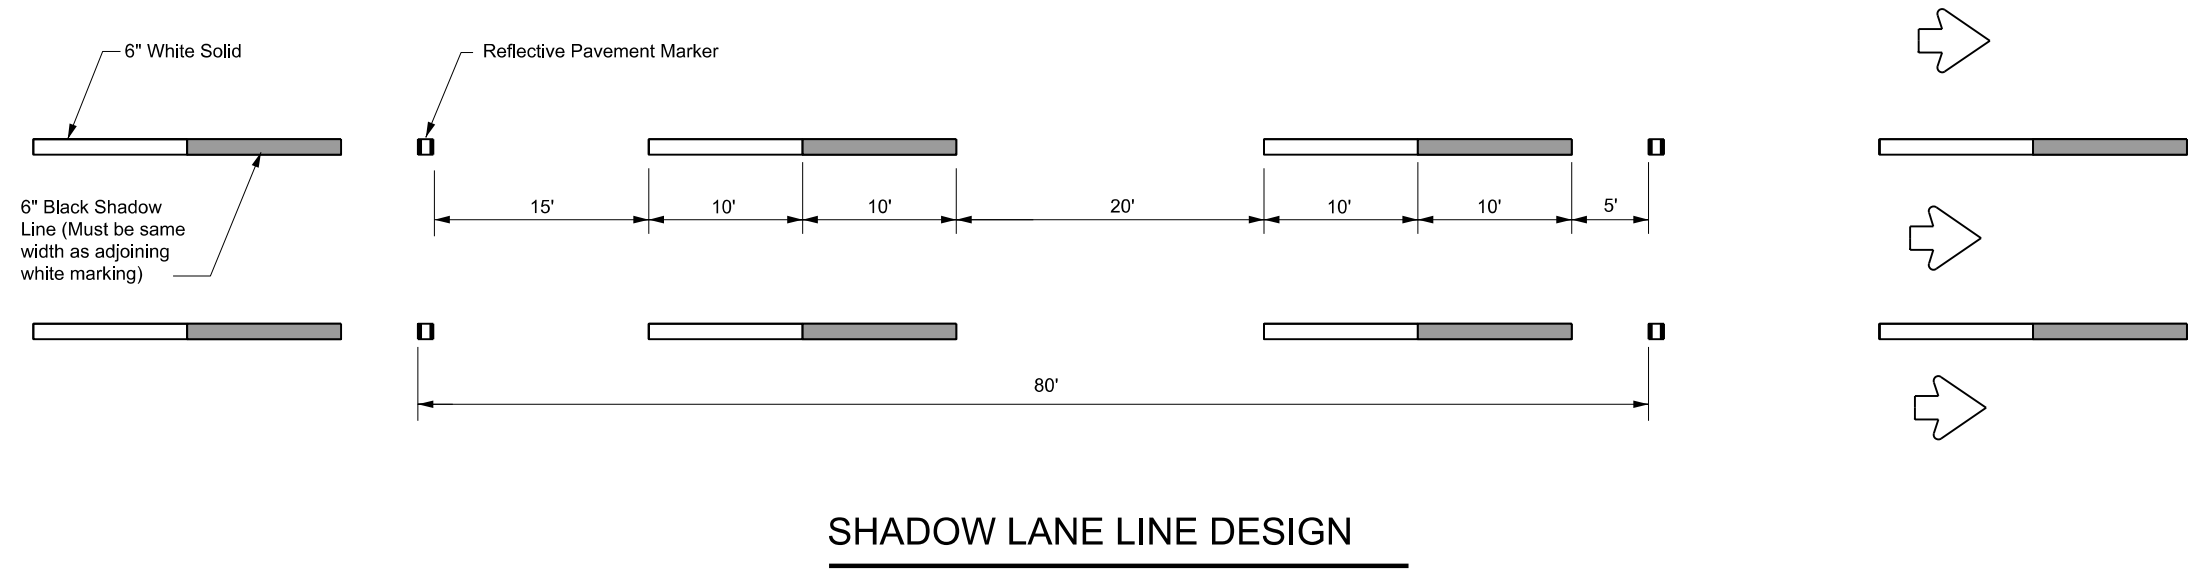 6" White Solid
Reflective Pavement Marker
6" Black Shadow
Line (Must be same
width as adjoining
white marking)
15'
10'
10'
20'
10'
10'
5'
80'
SHADOW LANE LINE DESIGN